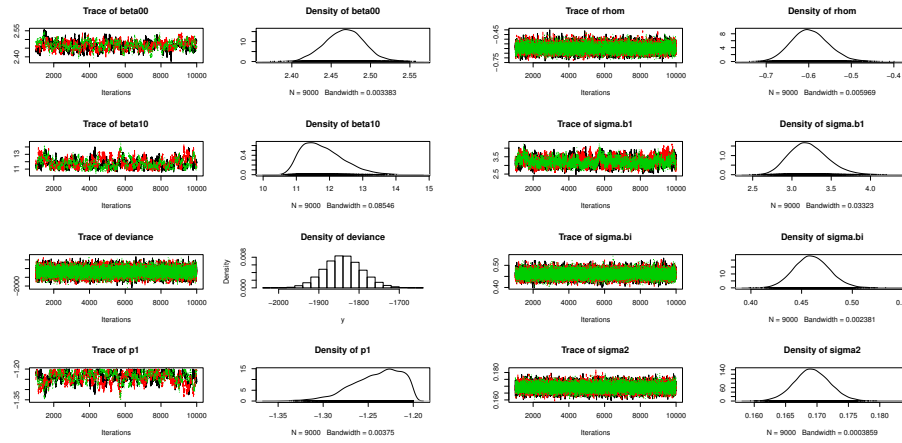 Trace of beta00
2.40 2.55
2000 4000 6000 8000 10000
Iterations
Density of beta00
0 10
2.40 2.45 2.50 2.55
N = 9000 Bandwidth = 0.003383
Trace of rhom
−0.75 −0.45
2000 4000 6000 8000 10000
Iterations
Density of rhom
0 4 8
−0.7 −0.6 −0.5 −0.4
N = 9000 Bandwidth = 0.005969
Trace of beta10
11 13
2000 4000 6000 8000 10000
Iterations
Density of beta10
0.0 0.4
10 11 12 13 14 15
N = 9000 Bandwidth = 0.08546
Trace of sigma.b1
2.5 3.5
2000 4000 6000 8000 10000
Iterations
Density of sigma.b1
0.0 1.0
2.5 3.0 3.5 4.0
N = 9000 Bandwidth = 0.03323
Trace of deviance
−2000
2000 4000 6000 8000 10000
Iterations
Density of deviance
Density
0.000 0.008
−2000 −1900 −1800 −1700
y
Trace of sigma.bi
0.40 0.50
2000 4000 6000 8000 10000
Iterations
Density of sigma.bi
0 10
0.40 0.45 0.50
N = 9000 Bandwidth = 0.002381
Trace of p1
−1.35 −1.20
2000 4000 6000 8000 10000
Iterations
Density of p1
0 5 15
−1.35 −1.30 −1.25 −1.20
N = 9000 Bandwidth = 0.00375
Trace of sigma2
0.160 0.180
2000 4000 6000 8000 10000
Iterations
Density of sigma2
0 60 140
0.160 0.165 0.170 0.175 0.180
N = 9000 Bandwidth = 0.0003859